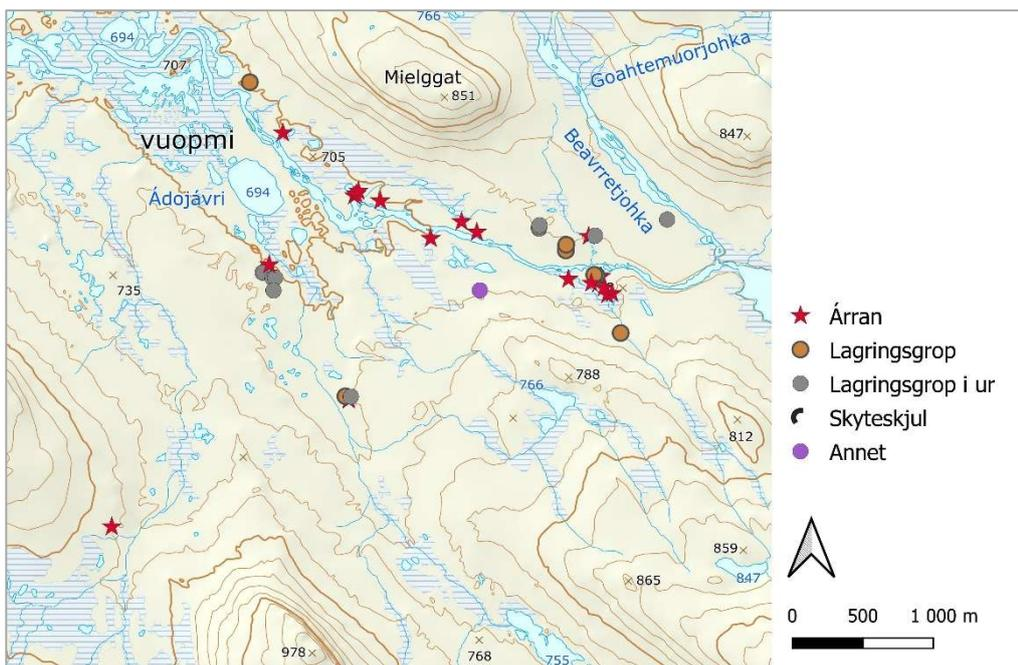 766
694
707
Mielggat
851
Goahtemuorjohka
847
vuopmi
705
Beavrretjohka
Ádojávri
694
735
788
766
812
859
847
865
978
768
755
Árran
Lagringsgrop
Lagringsgrop i ur
Skyteskjul
Annet
0 500 1 000 m